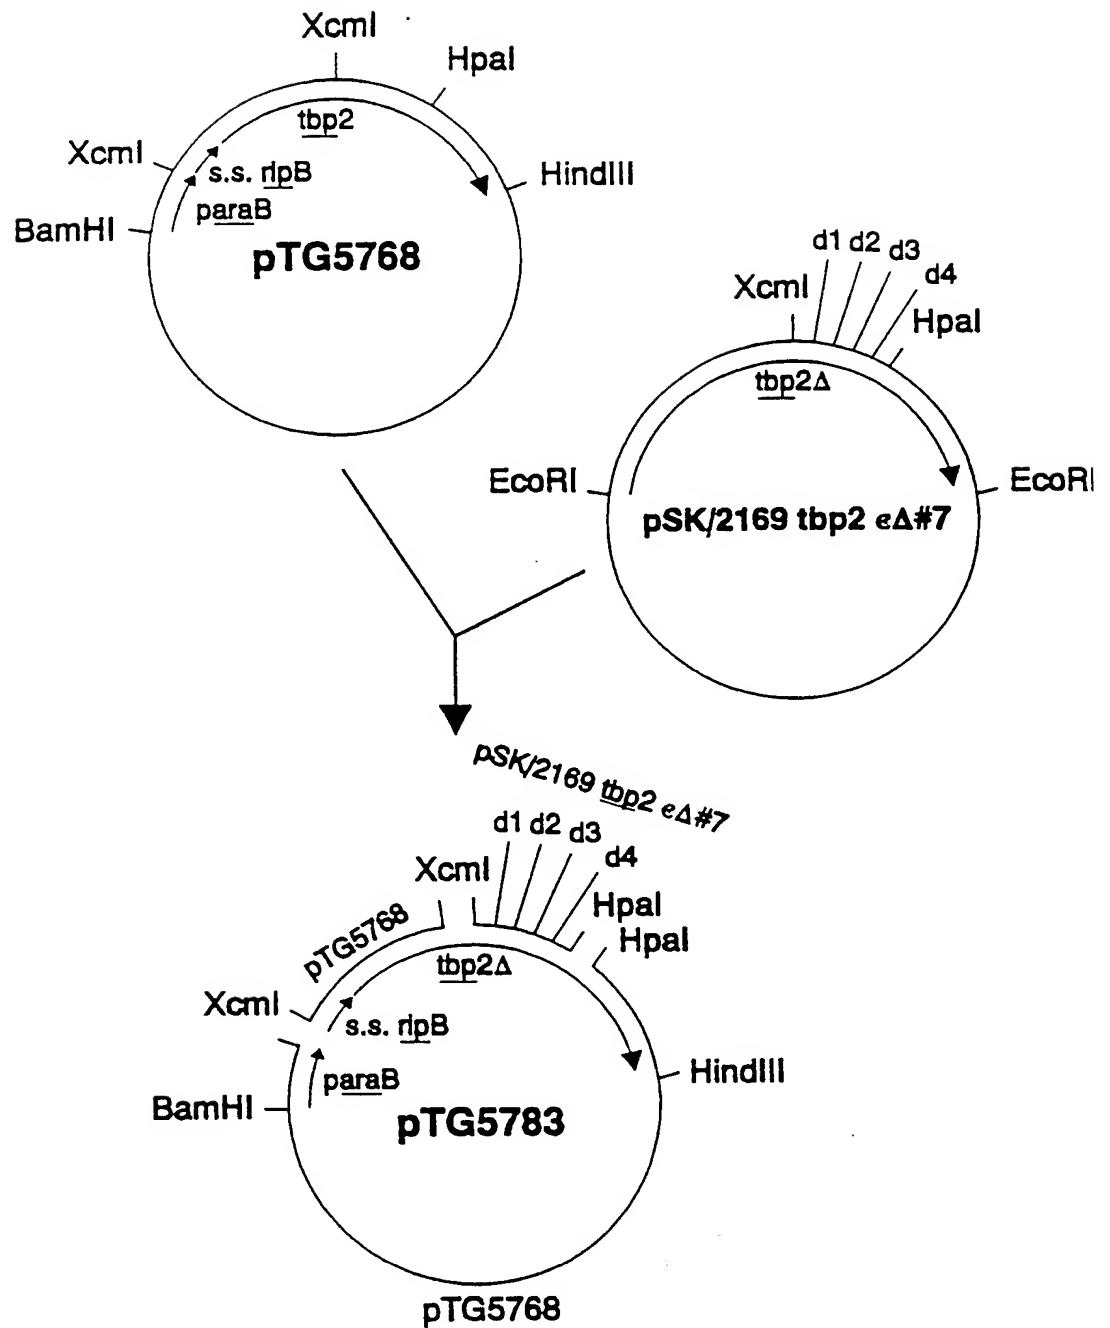 XcmI
HpaI
tbp2
XcmI
s.s. rlpB
HindIII
paraB
BamHI
pTG5768
d1 d2 d3
d4
XcmI
HpaI
tbp2Δ
EcoRI
EcoRI
pSK/2169 tbp2 eΔ#7
pSK/2169 tbp2 eΔ#7
d1 d2 d3
d4
XcmI
HpaI
HpaI
pTG5768
tbp2Δ
XcmI
s.s. rlpB
HindIII
paraB
BamHI
pTG5783
pTG5768